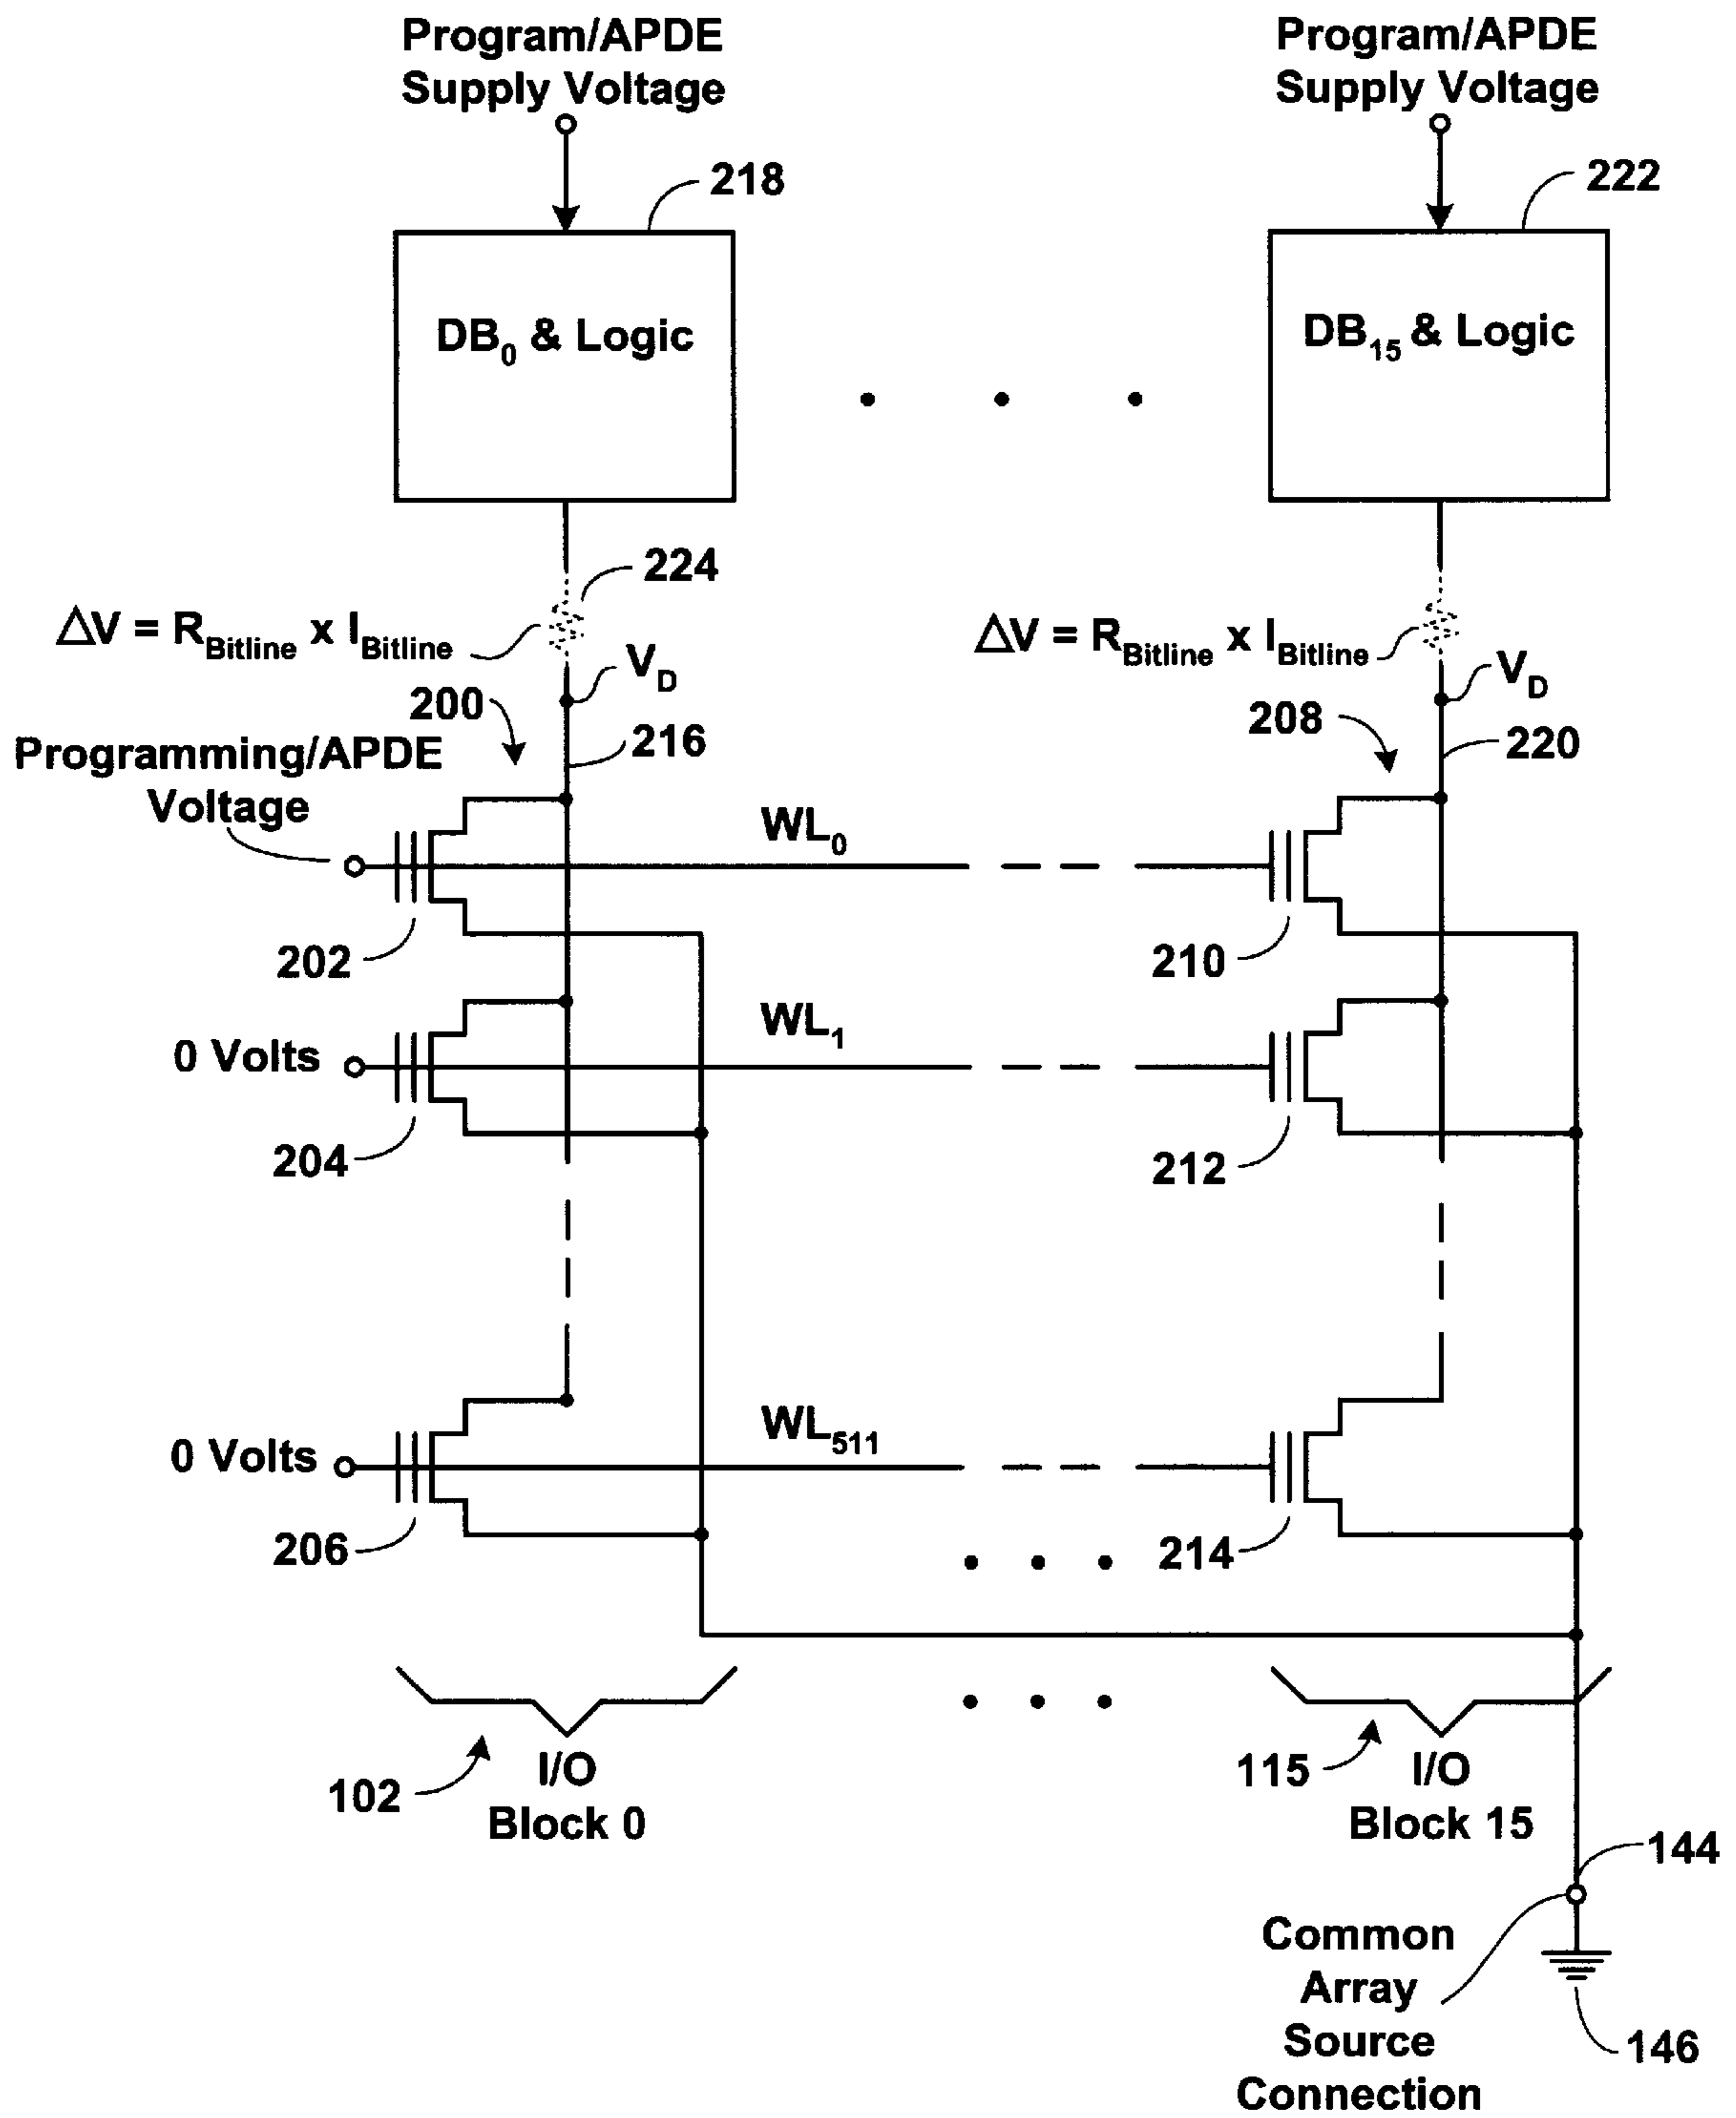 Program/APDE
Supply Voltage
Program/APDE
Supply Voltage
218
222
DB0 & Logic
DB15 & Logic
224
ΔV = RBitline x IBitline
ΔV = RBitline x IBitline
VD
VD
200
208
216
220
Programming/APDE
Voltage
WL0
202
210
WL1
0 Volts
204
212
WL511
0 Volts
206
214
I/O
Block 0
102
I/O
Block 15
115
144
Common
Array
Source
Connection
146